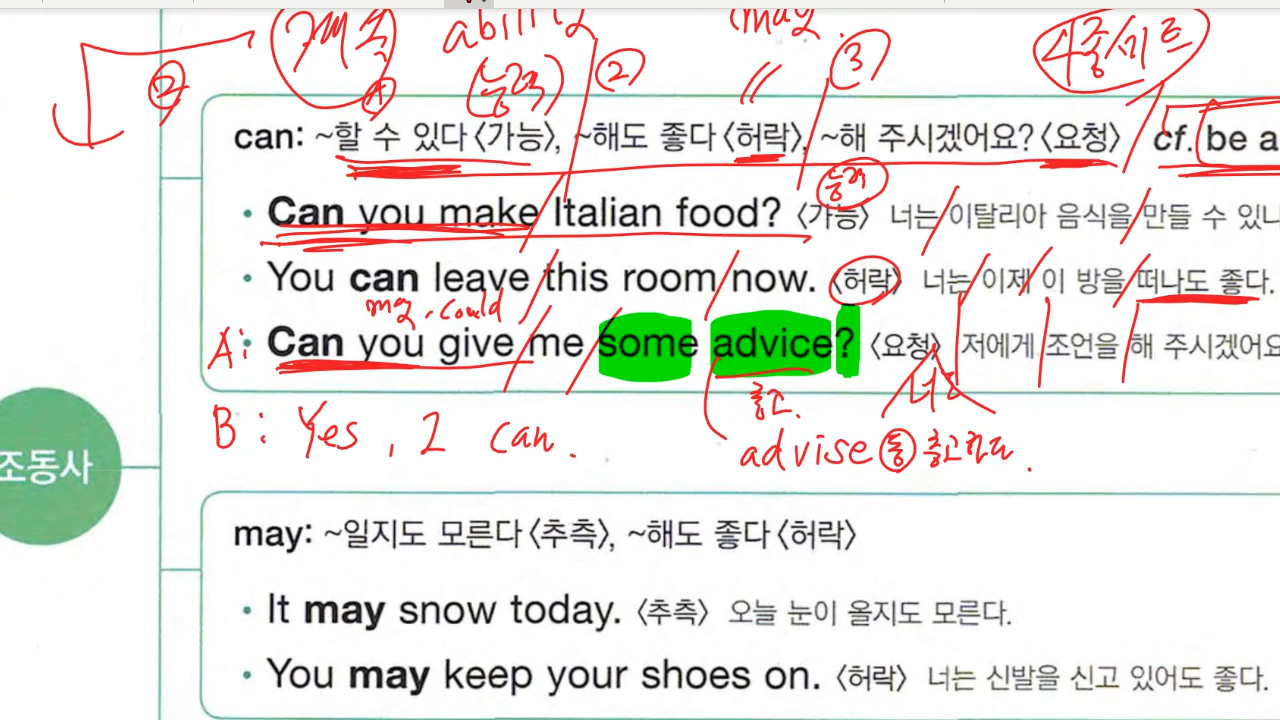 ability
may
② 능력 ② 〃 ③
can: ~할 수 있다〈가능〉, ~해도 좋다〈허락〉, ~해 주시겠어요?〈요청〉 cf. be a
능력
• Can you make Italian food? 〈가능〉 너는 이탈리아 음식을 만들 수 있니
• You can leave this room now. 〈허락〉 너는 이제 이 방을 떠나도 좋다.
may, could
A: • Can you give me some advice? 〈요청〉 저에게 조언을 해 주시겠어요
충고.
B: Yes, I can.
advise 동 충고하다.
조동사
may: ~일지도 모른다〈추측〉, ~해도 좋다〈허락〉
• It may snow today. 〈추측〉 오늘 눈이 올지도 모른다.
• You may keep your shoes on. 〈허락〉 너는 신발을 신고 있어도 좋다.